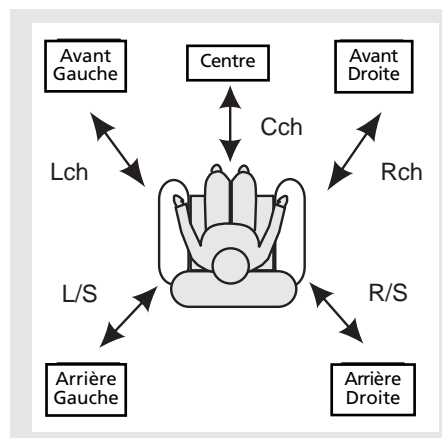 Avant
Gauche
Centre
Avant
Droite
Cch
Lch
Rch
L/S
R/S
Arrière
Gauche
Arrière
Droite